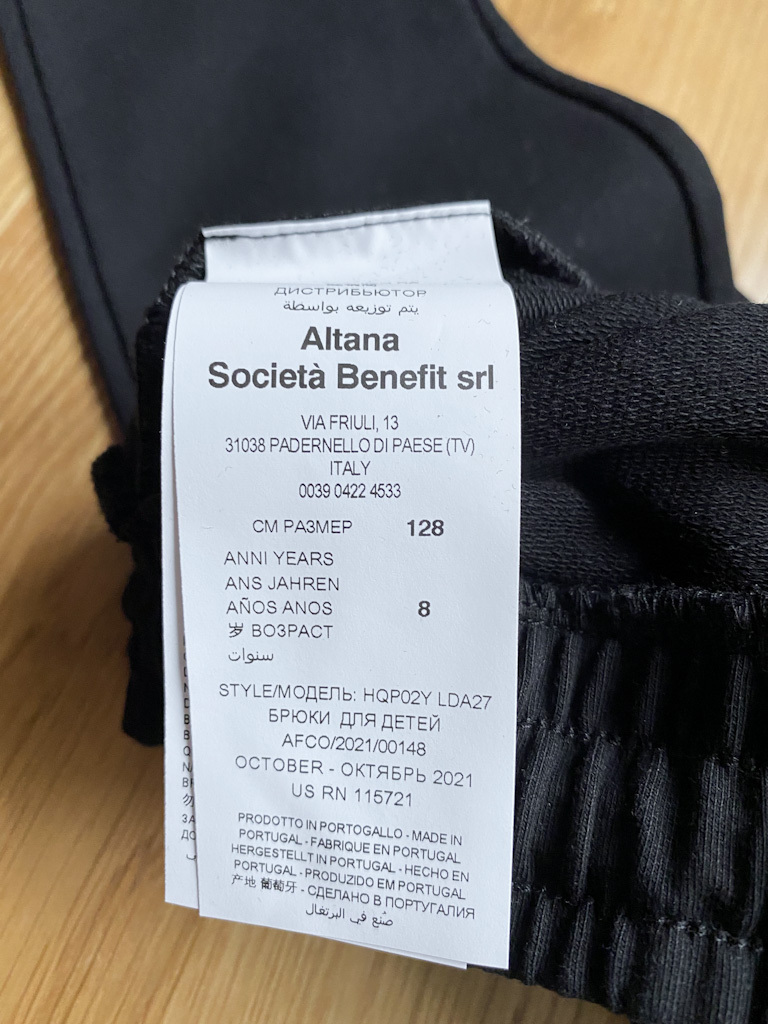 ДИСТРИБЬЮТОР
يتم توزيعه بواسطة
Altana
Società Benefit srl
VIA FRIULI, 13
31038 PADERNELLO DI PAESE (TV)
ITALY
0039 0422 4533
CM РАЗМЕР 128
ANNI YEARS
ANS JAHREN
AÑOS ANOS 8
岁 ВОЗРАСТ
سنوات
STYLE/МОДЕЛЬ: HQP02Y LDA27
БРЮКИ ДЛЯ ДЕТЕЙ
AFCO/2021/00148
OCTOBER - ОКТЯБРЬ 2021
US RN 115721
PRODOTTO IN PORTOGALLO - MADE IN
PORTUGAL - FABRIQUE EN PORTUGAL
HERGESTELLT IN PORTUGAL - HECHO EN
PORTUGAL - PRODUZIDO EM PORTUGAL
产地 葡萄牙 - СДЕЛАНО В ПОРТУГАЛИЯ
صنع في البرتغال